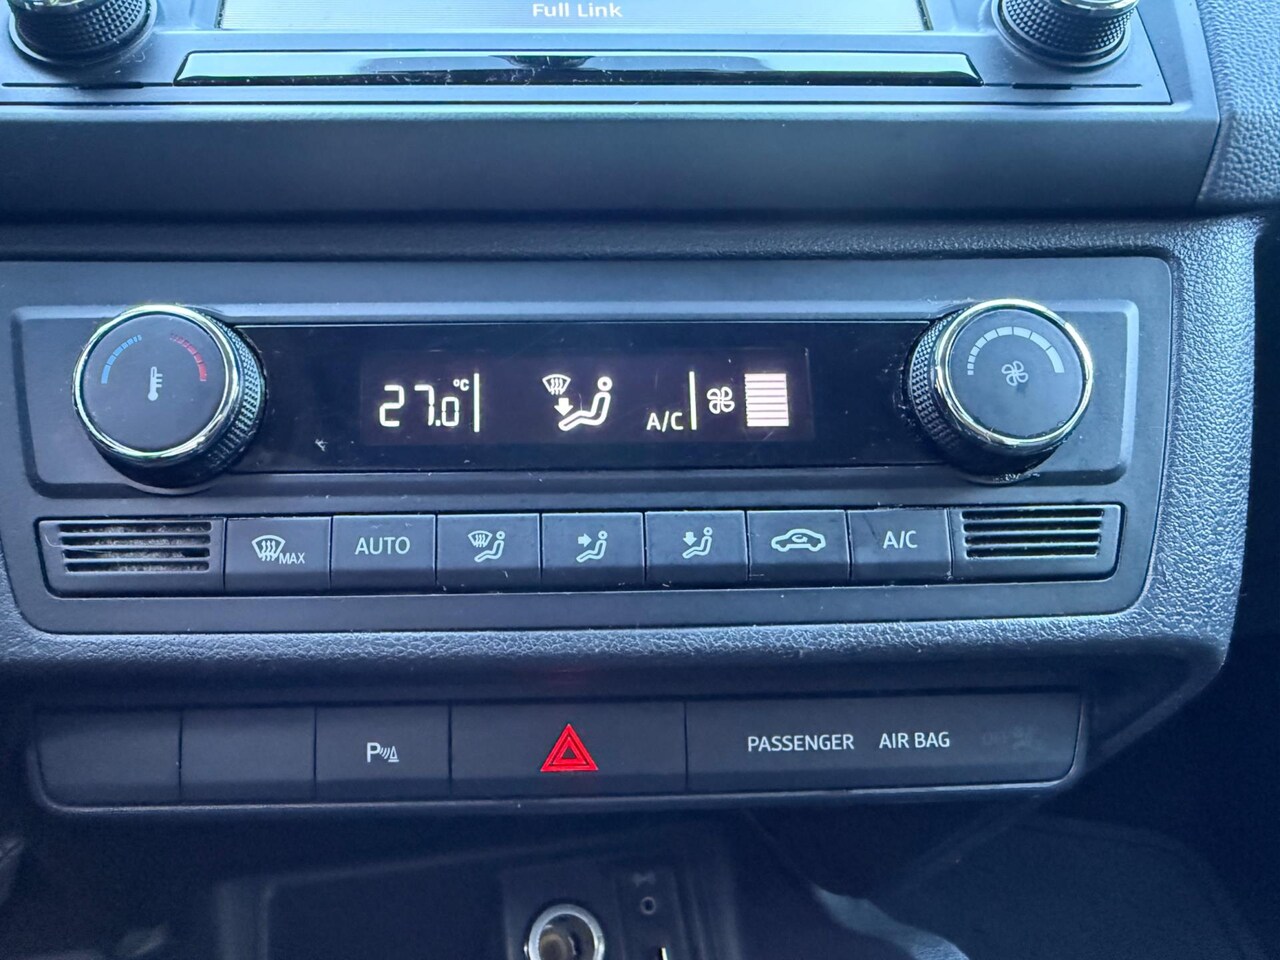 Full Link
27.0 °C
A/C
MAX
AUTO
A/C
P
PASSENGER AIR BAG